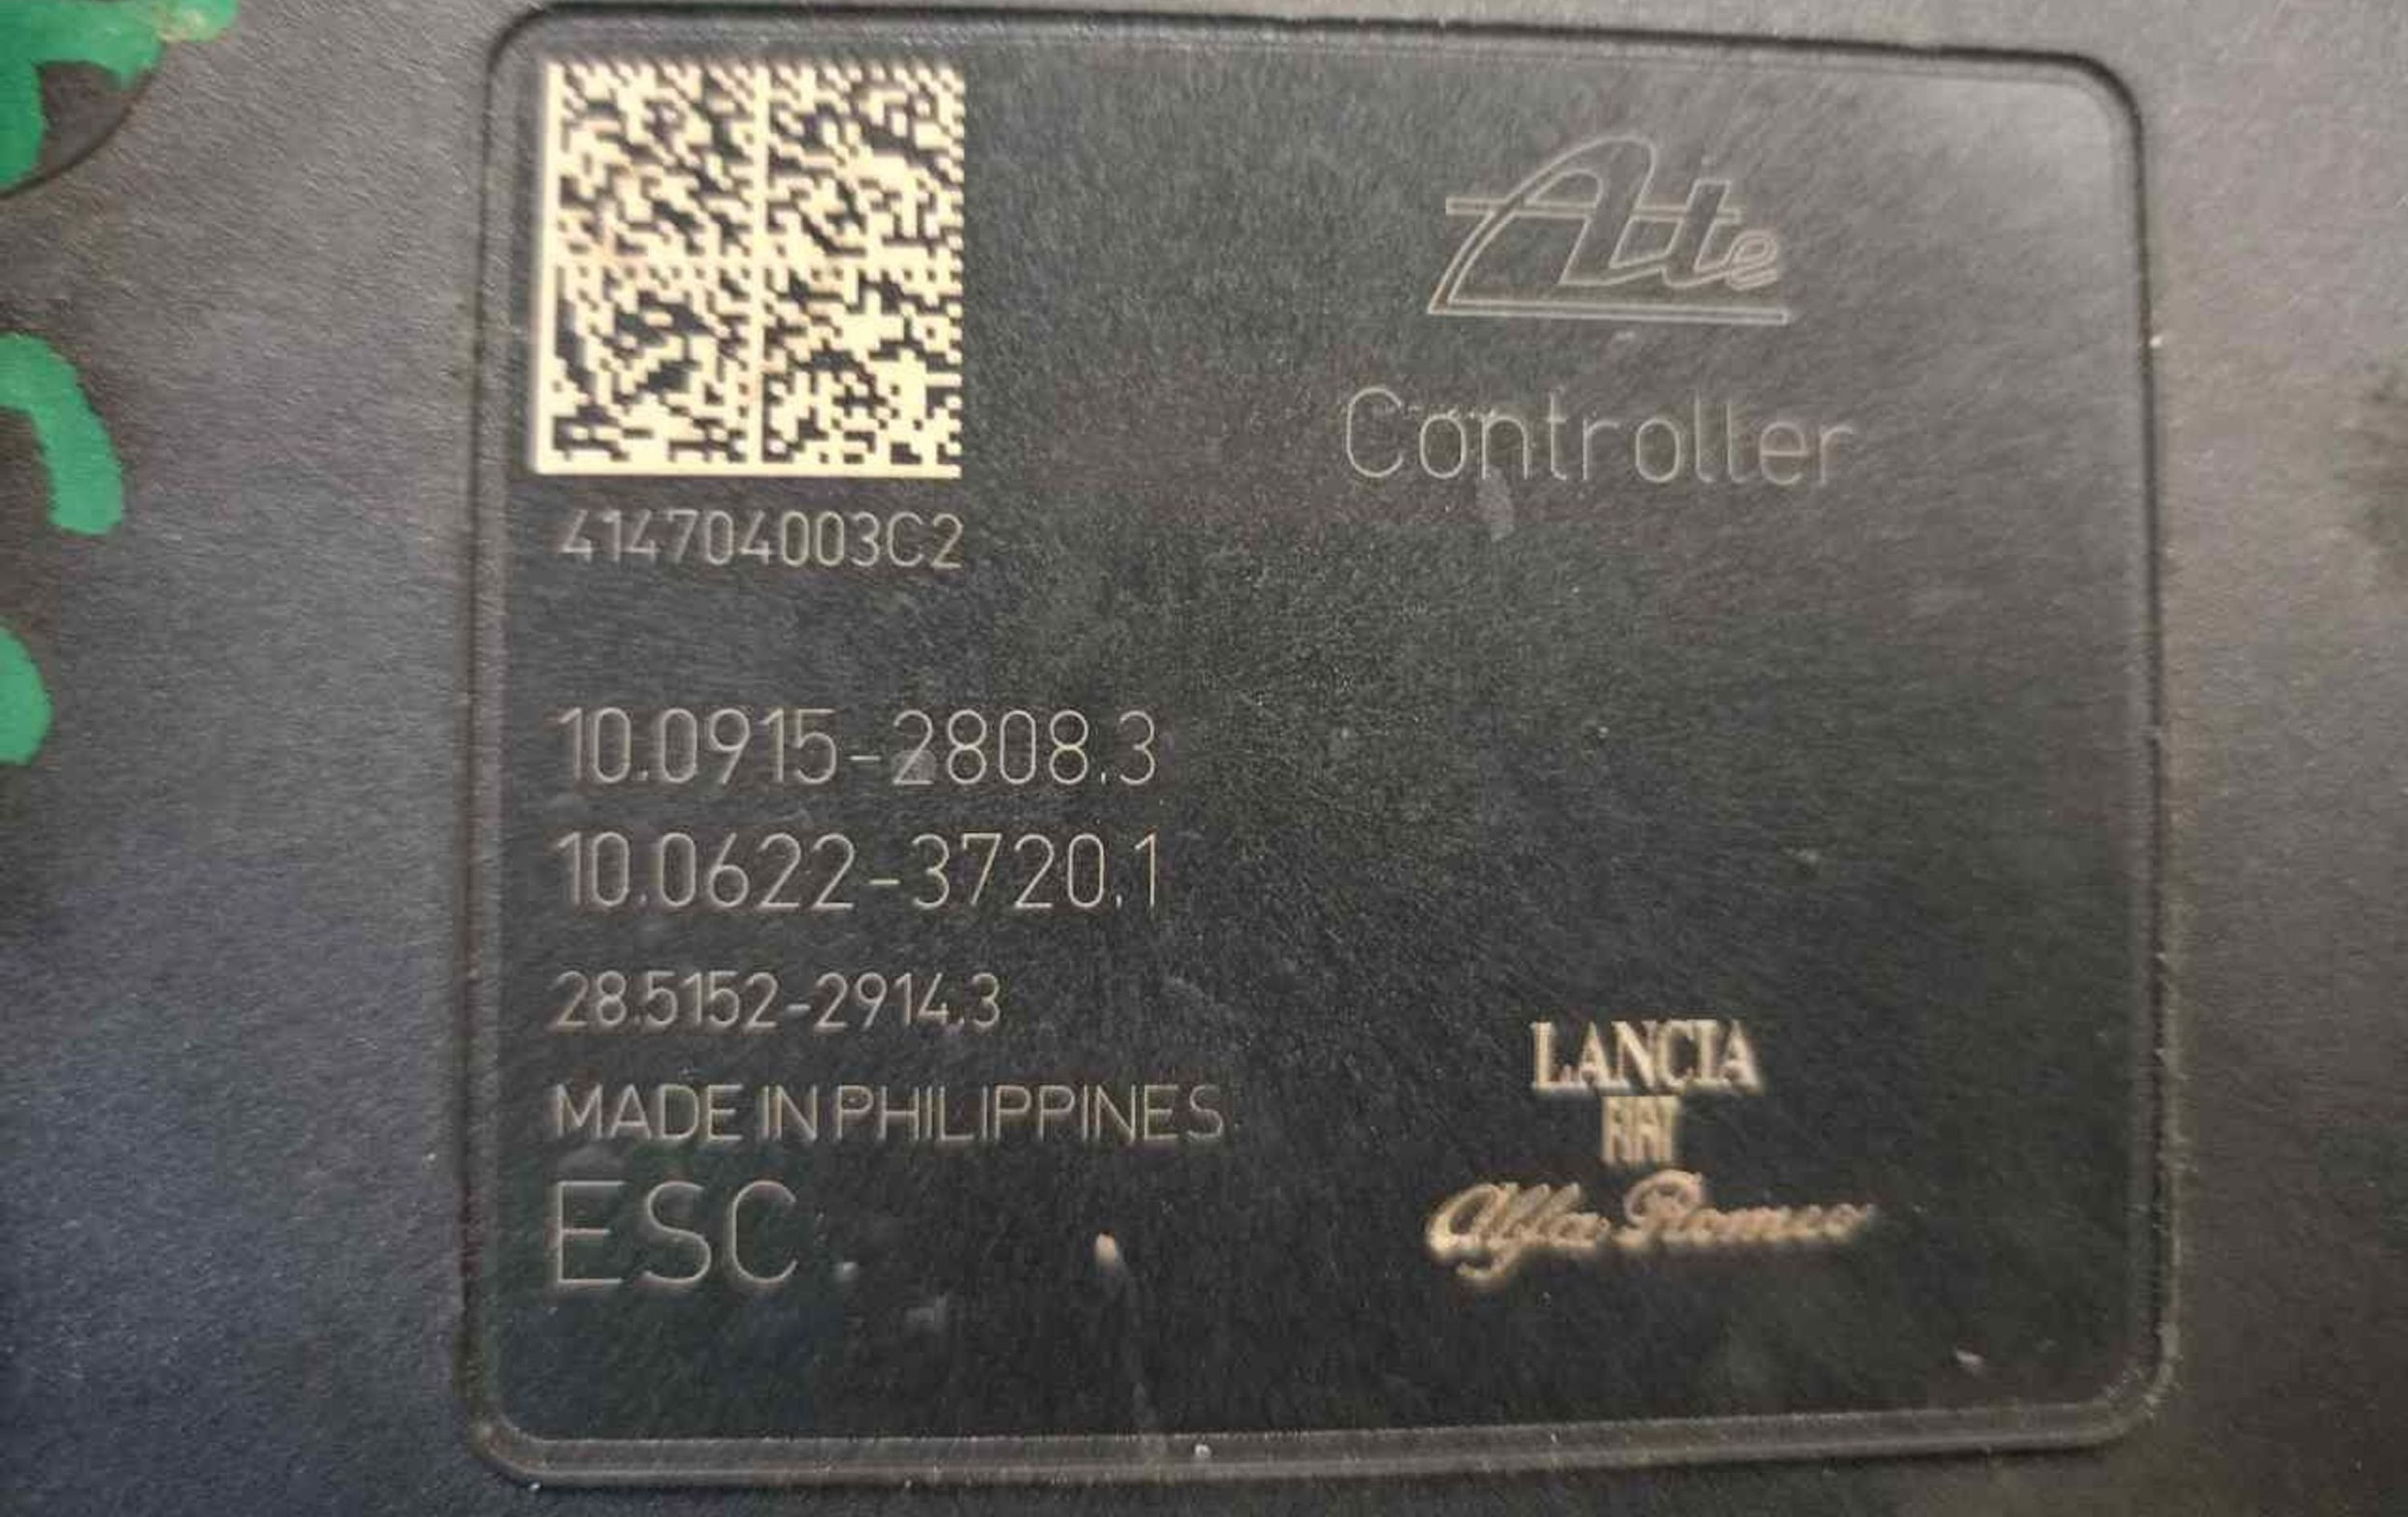 Ate
Controller
414704003C2
10.0915-2808.3
10.0622-3720.1
28.5152-2914.3
MADE IN PHILIPPINES
ESC
LANCIA
FIAT
Alfa Romeo